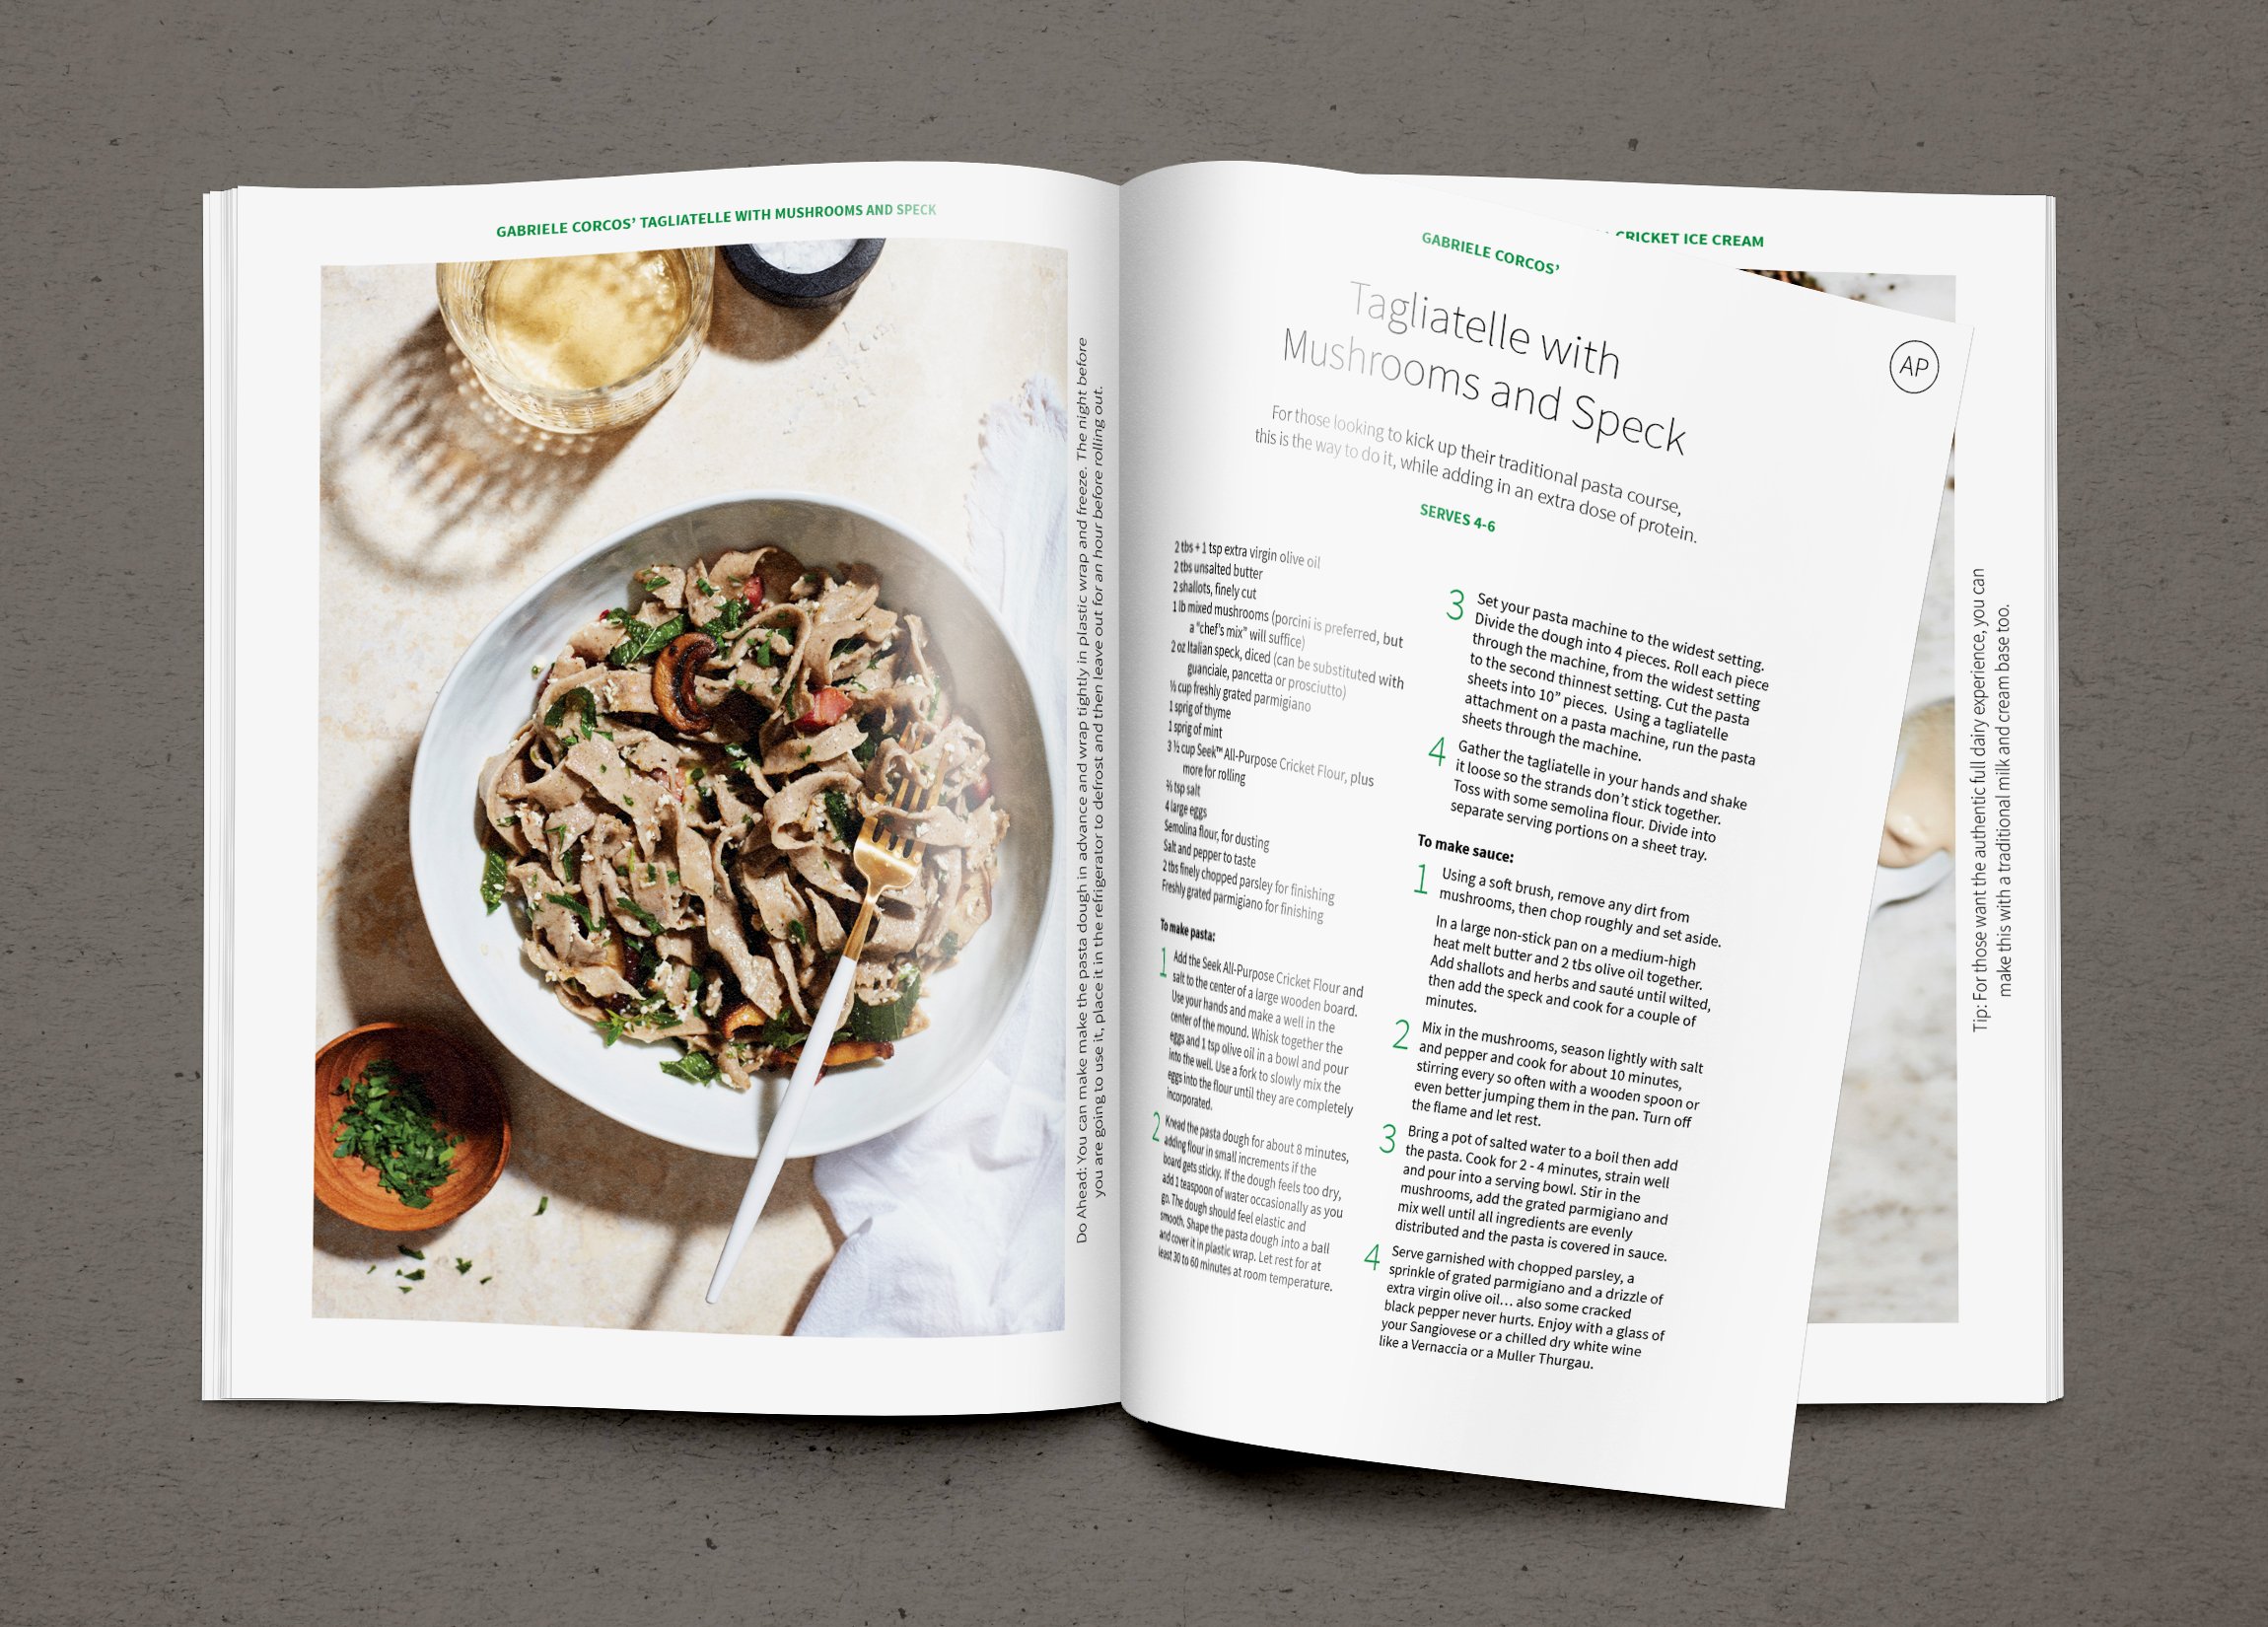 GABRIELE CORCOS’ TAGLIATELLE WITH MUSHROOMS AND SPECK
Do Ahead: You can make make the pasta dough in advance and wrap tightly in plastic wrap and freeze. The night before
you are going to use it, place it in the refrigerator to defrost and then leave out for an hour before rolling out.
GABRIELE CORCOS’
Tagliatelle with
Mushrooms and Speck
AP
For those looking to kick up their traditional pasta course,
this is the way to do it, while adding in an extra dose of protein.
SERVES 4-6
2 tbs + 1 tsp extra virgin olive oil
2 tbs unsalted butter
2 shallots, finely cut
1 lb mixed mushrooms (porcini is preferred, but
a “chef’s mix” will suffice)
2 oz Italian speck, diced (can be substituted with
guanciale, pancetta or prosciutto)
cup freshly grated parmigiano
1 sprig of thyme
1 sprig of mint
3 ½ cup Seek™ All-Purpose Cricket Flour, plus
more for rolling
tsp salt
4 large eggs
Semolina flour, for dusting
Salt and pepper to taste
2 tbs finely chopped parsley for finishing
Freshly grated parmigiano for finishing
To make pasta:
1 Add the Seek All-Purpose Cricket Flour and
salt to the center of a large wooden board.
Use your hands and make a well in the
center of the mound. Whisk together the
eggs and 1 tsp olive oil in a bowl and pour
into the well. Use a fork to slowly mix the
eggs into the flour until they are completely
incorporated.
2 Knead the pasta dough for about 8 minutes,
adding flour in small increments if the
board gets sticky. If the dough feels too dry,
add 1 teaspoon of water occasionally as you
go. The dough should feel elastic and
smooth. Shape the pasta dough into a ball
and cover it in plastic wrap. Let rest for at
least 30 to 60 minutes at room temperature.
3 Set your pasta machine to the widest setting.
Divide the dough into 4 pieces. Roll each piece
through the machine, from the widest setting
to the second thinnest setting. Cut the pasta
sheets into 10” pieces. Using a tagliatelle
attachment on a pasta machine, run the pasta
sheets through the machine.
4 Gather the tagliatelle in your hands and shake
it loose so the strands don’t stick together.
Toss with some semolina flour. Divide into
separate serving portions on a sheet tray.
To make sauce:
1 Using a soft brush, remove any dirt from
mushrooms, then chop roughly and set aside.
In a large non-stick pan on a medium-high
heat melt butter and 2 tbs olive oil together.
Add shallots and herbs and sauté until wilted,
then add the speck and cook for a couple of
minutes.
2 Mix in the mushrooms, season lightly with salt
and pepper and cook for about 10 minutes,
stirring every so often with a wooden spoon or
even better jumping them in the pan. Turn off
the flame and let rest.
3 Bring a pot of salted water to a boil then add
the pasta. Cook for 2 - 4 minutes, strain well
and pour into a serving bowl. Stir in the
mushrooms, add the grated parmigiano and
mix well until all ingredients are evenly
distributed and the pasta is covered in sauce.
4 Serve garnished with chopped parsley, a
sprinkle of grated parmigiano and a drizzle of
extra virgin olive oil… also some cracked
black pepper never hurts. Enjoy with a glass of
your Sangiovese or a chilled dry white wine
like a Vernaccia or a Muller Thurgau.
CRICKET ICE CREAM
Tip: For those want the authentic full dairy experience, you can
make this with a traditional milk and cream base too.